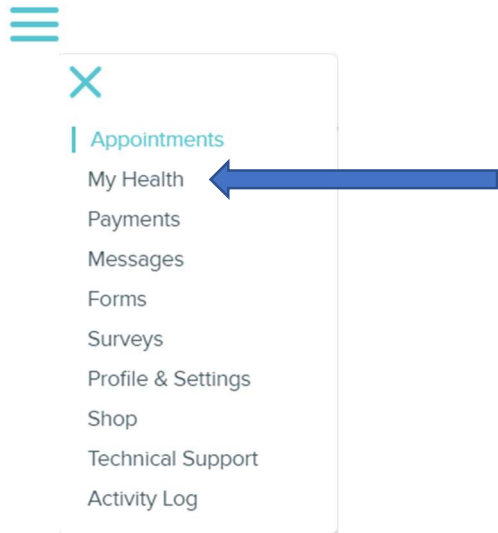 Appointments
My Health
Payments
Messages
Forms
Surveys
Profile & Settings
Shop
Technical Support
Activity Log